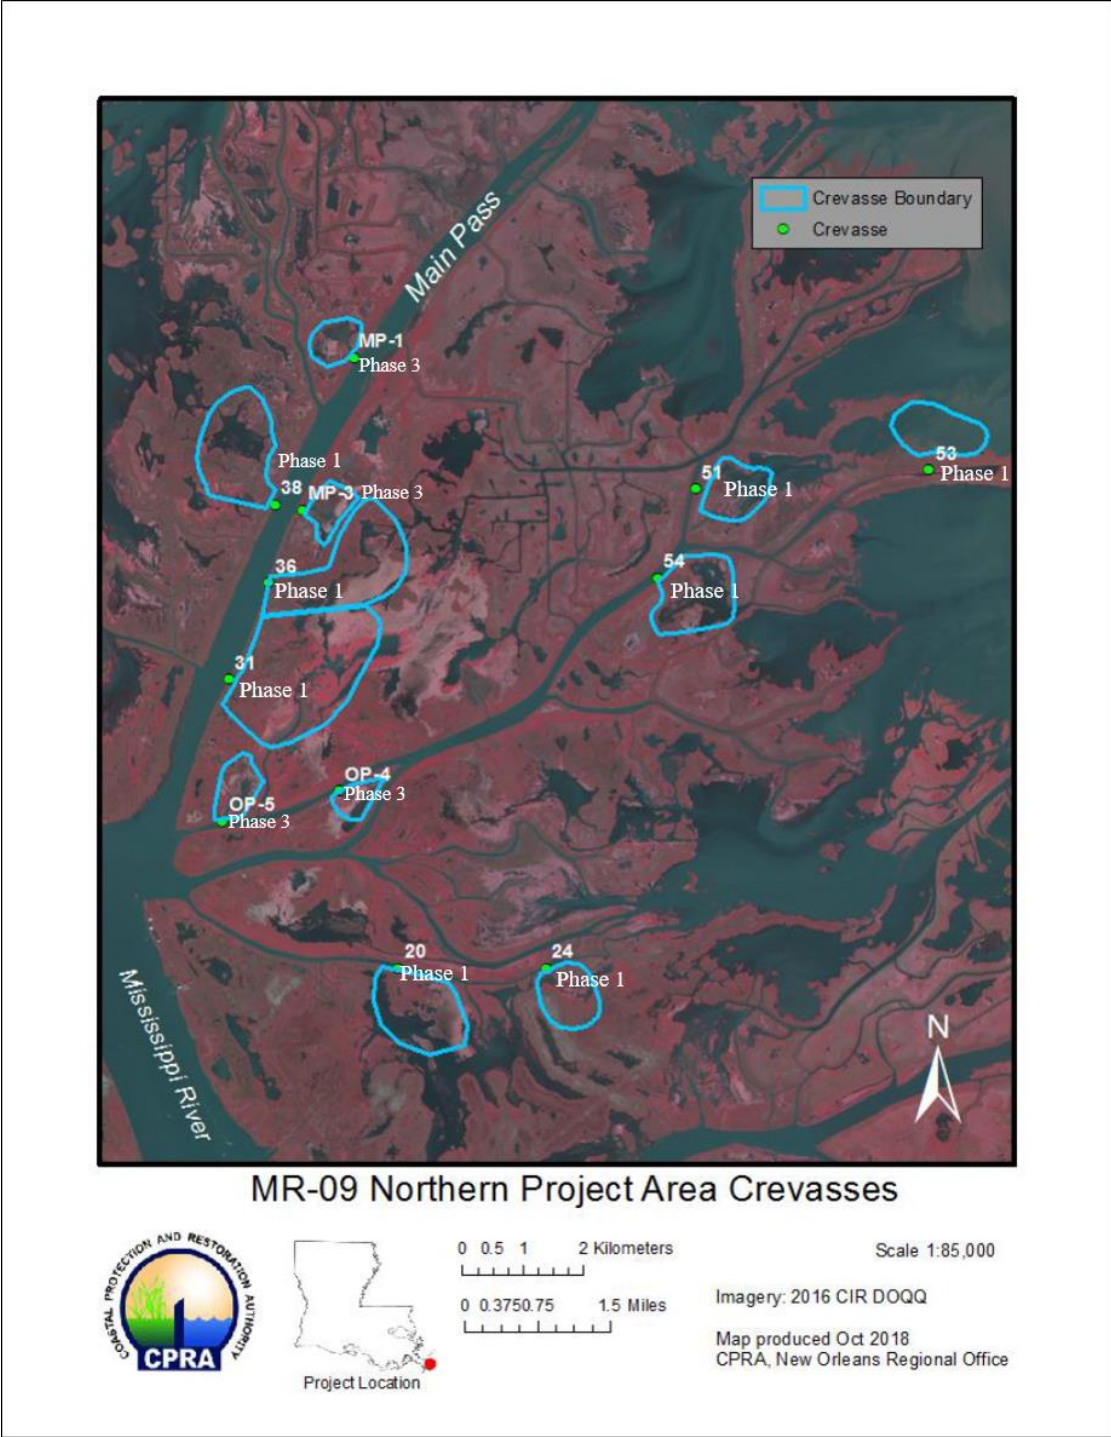 Crevasse Boundary
Crevasse
Main Pass
MP-1
Phase 3
Phase 1
38
MP-3 Phase 3
36
Phase 1
31
Phase 1
53
Phase 1
51
Phase 1
54
Phase 1
OP-4
Phase 3
OP-5
Phase 3
20
Phase 1
24
Phase 1
Mississippi River
N
MR-09 Northern Project Area Crevasses
COASTAL PROTECTION AND RESTORATION AUTHORITY
CPRA
Project Location
0 0.5 1 2 Kilometers
0 0.3750.75 1.5 Miles
Scale 1:85,000
Imagery: 2016 CIR DOQQ
Map produced Oct 2018
CPRA, New Orleans Regional Office